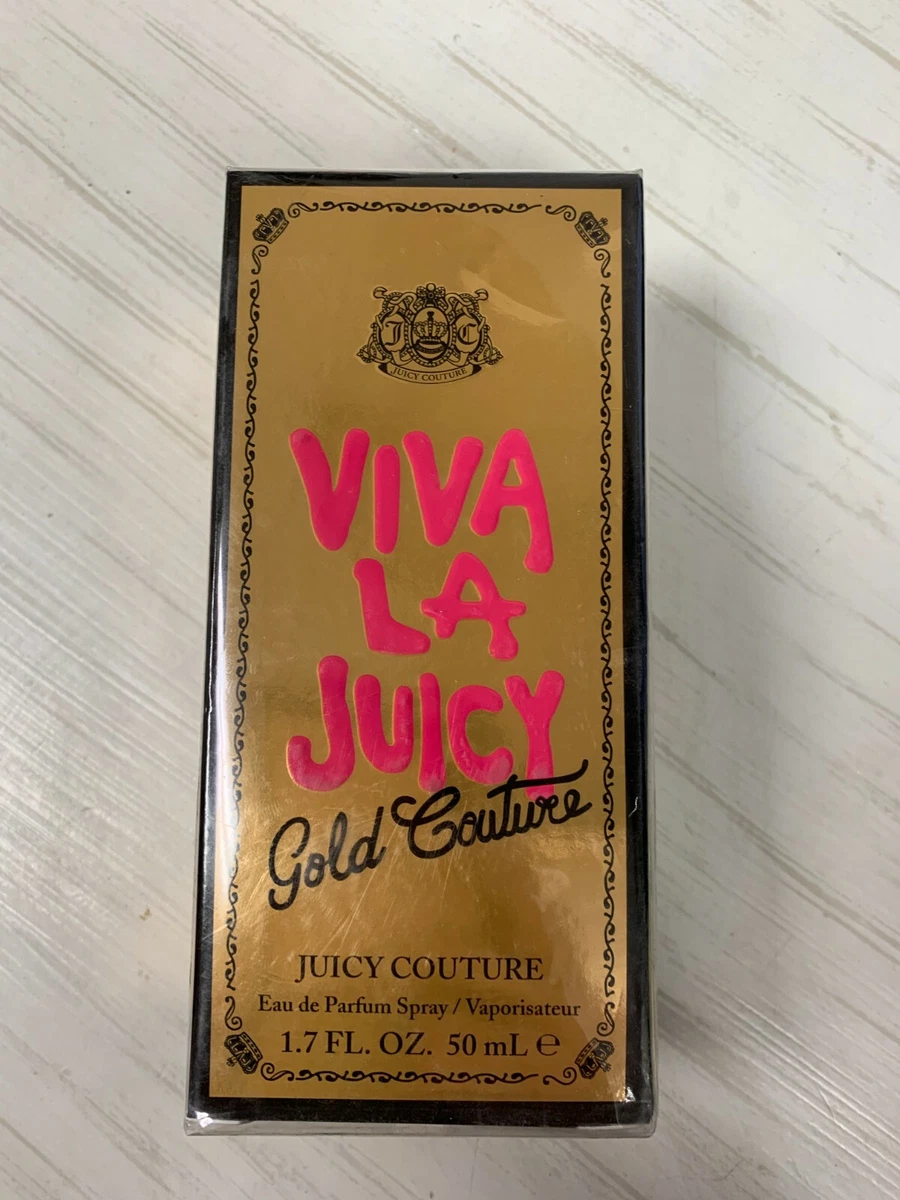 J C
JUICY COUTURE
VIVA
LA
JUICY
Gold Couture
JUICY COUTURE
Eau de Parfum Spray / Vaporisateur
1.7 FL. OZ. 50 mL ℮